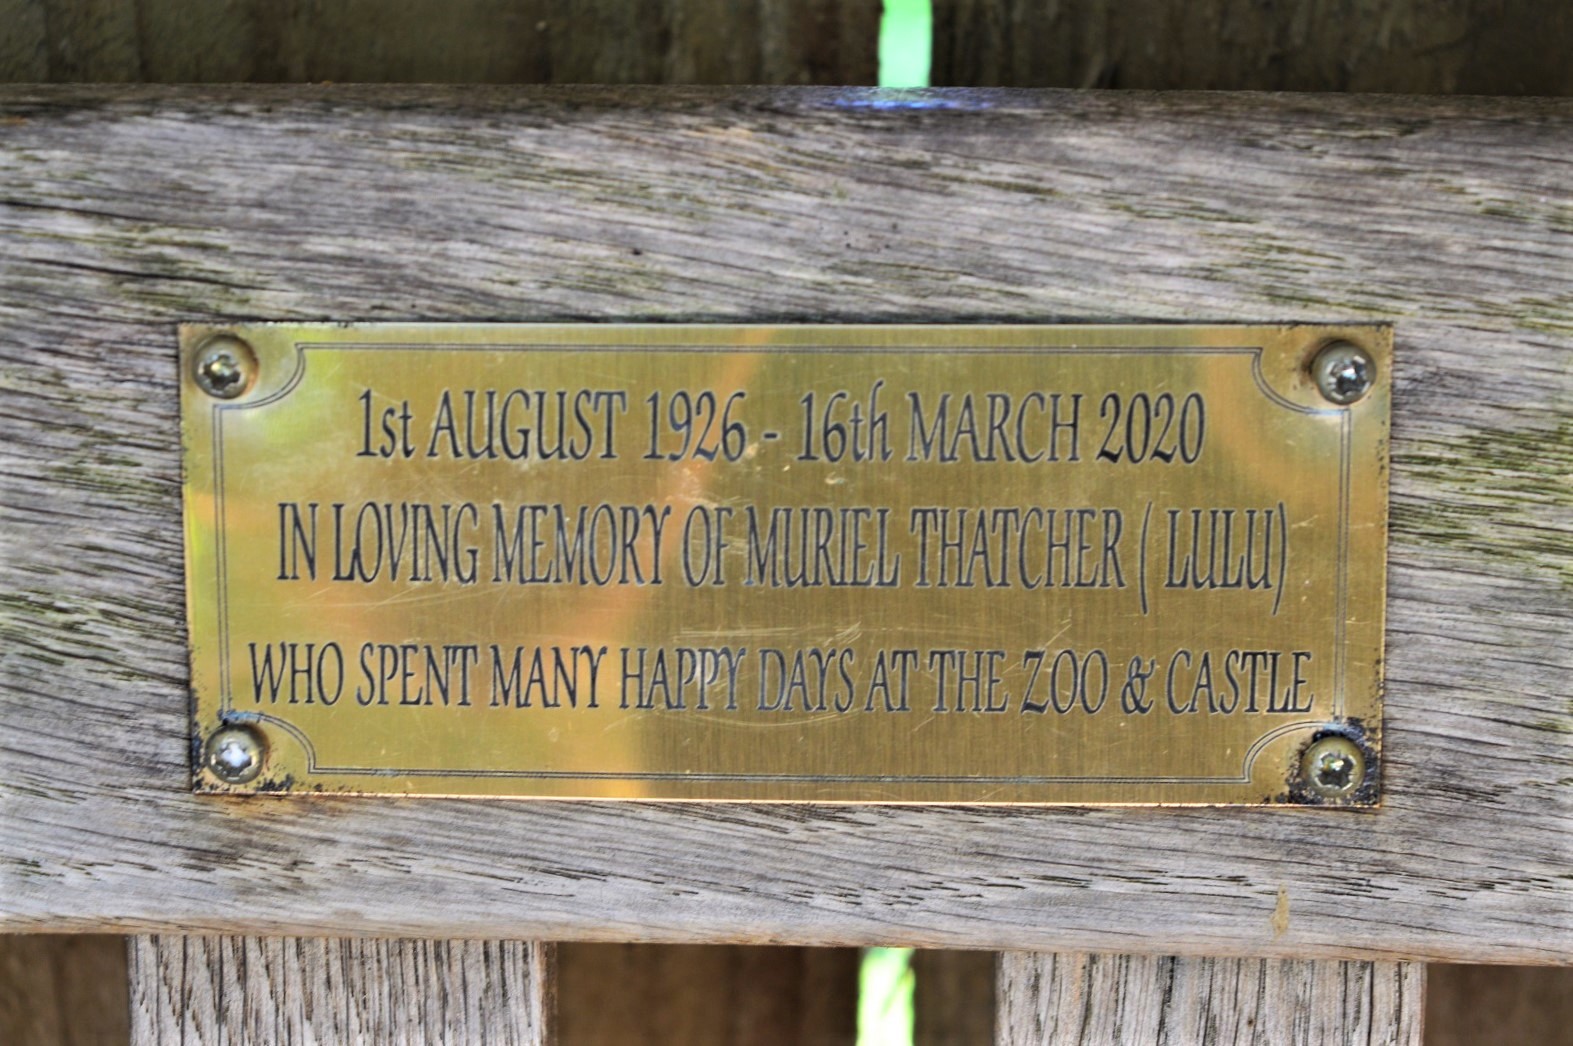 1st AUGUST 1926 - 16th MARCH 2020
IN LOVING MEMORY OF MURIEL THATCHER ( LULU)
WHO SPENT MANY HAPPY DAYS AT THE ZOO & CASTLE